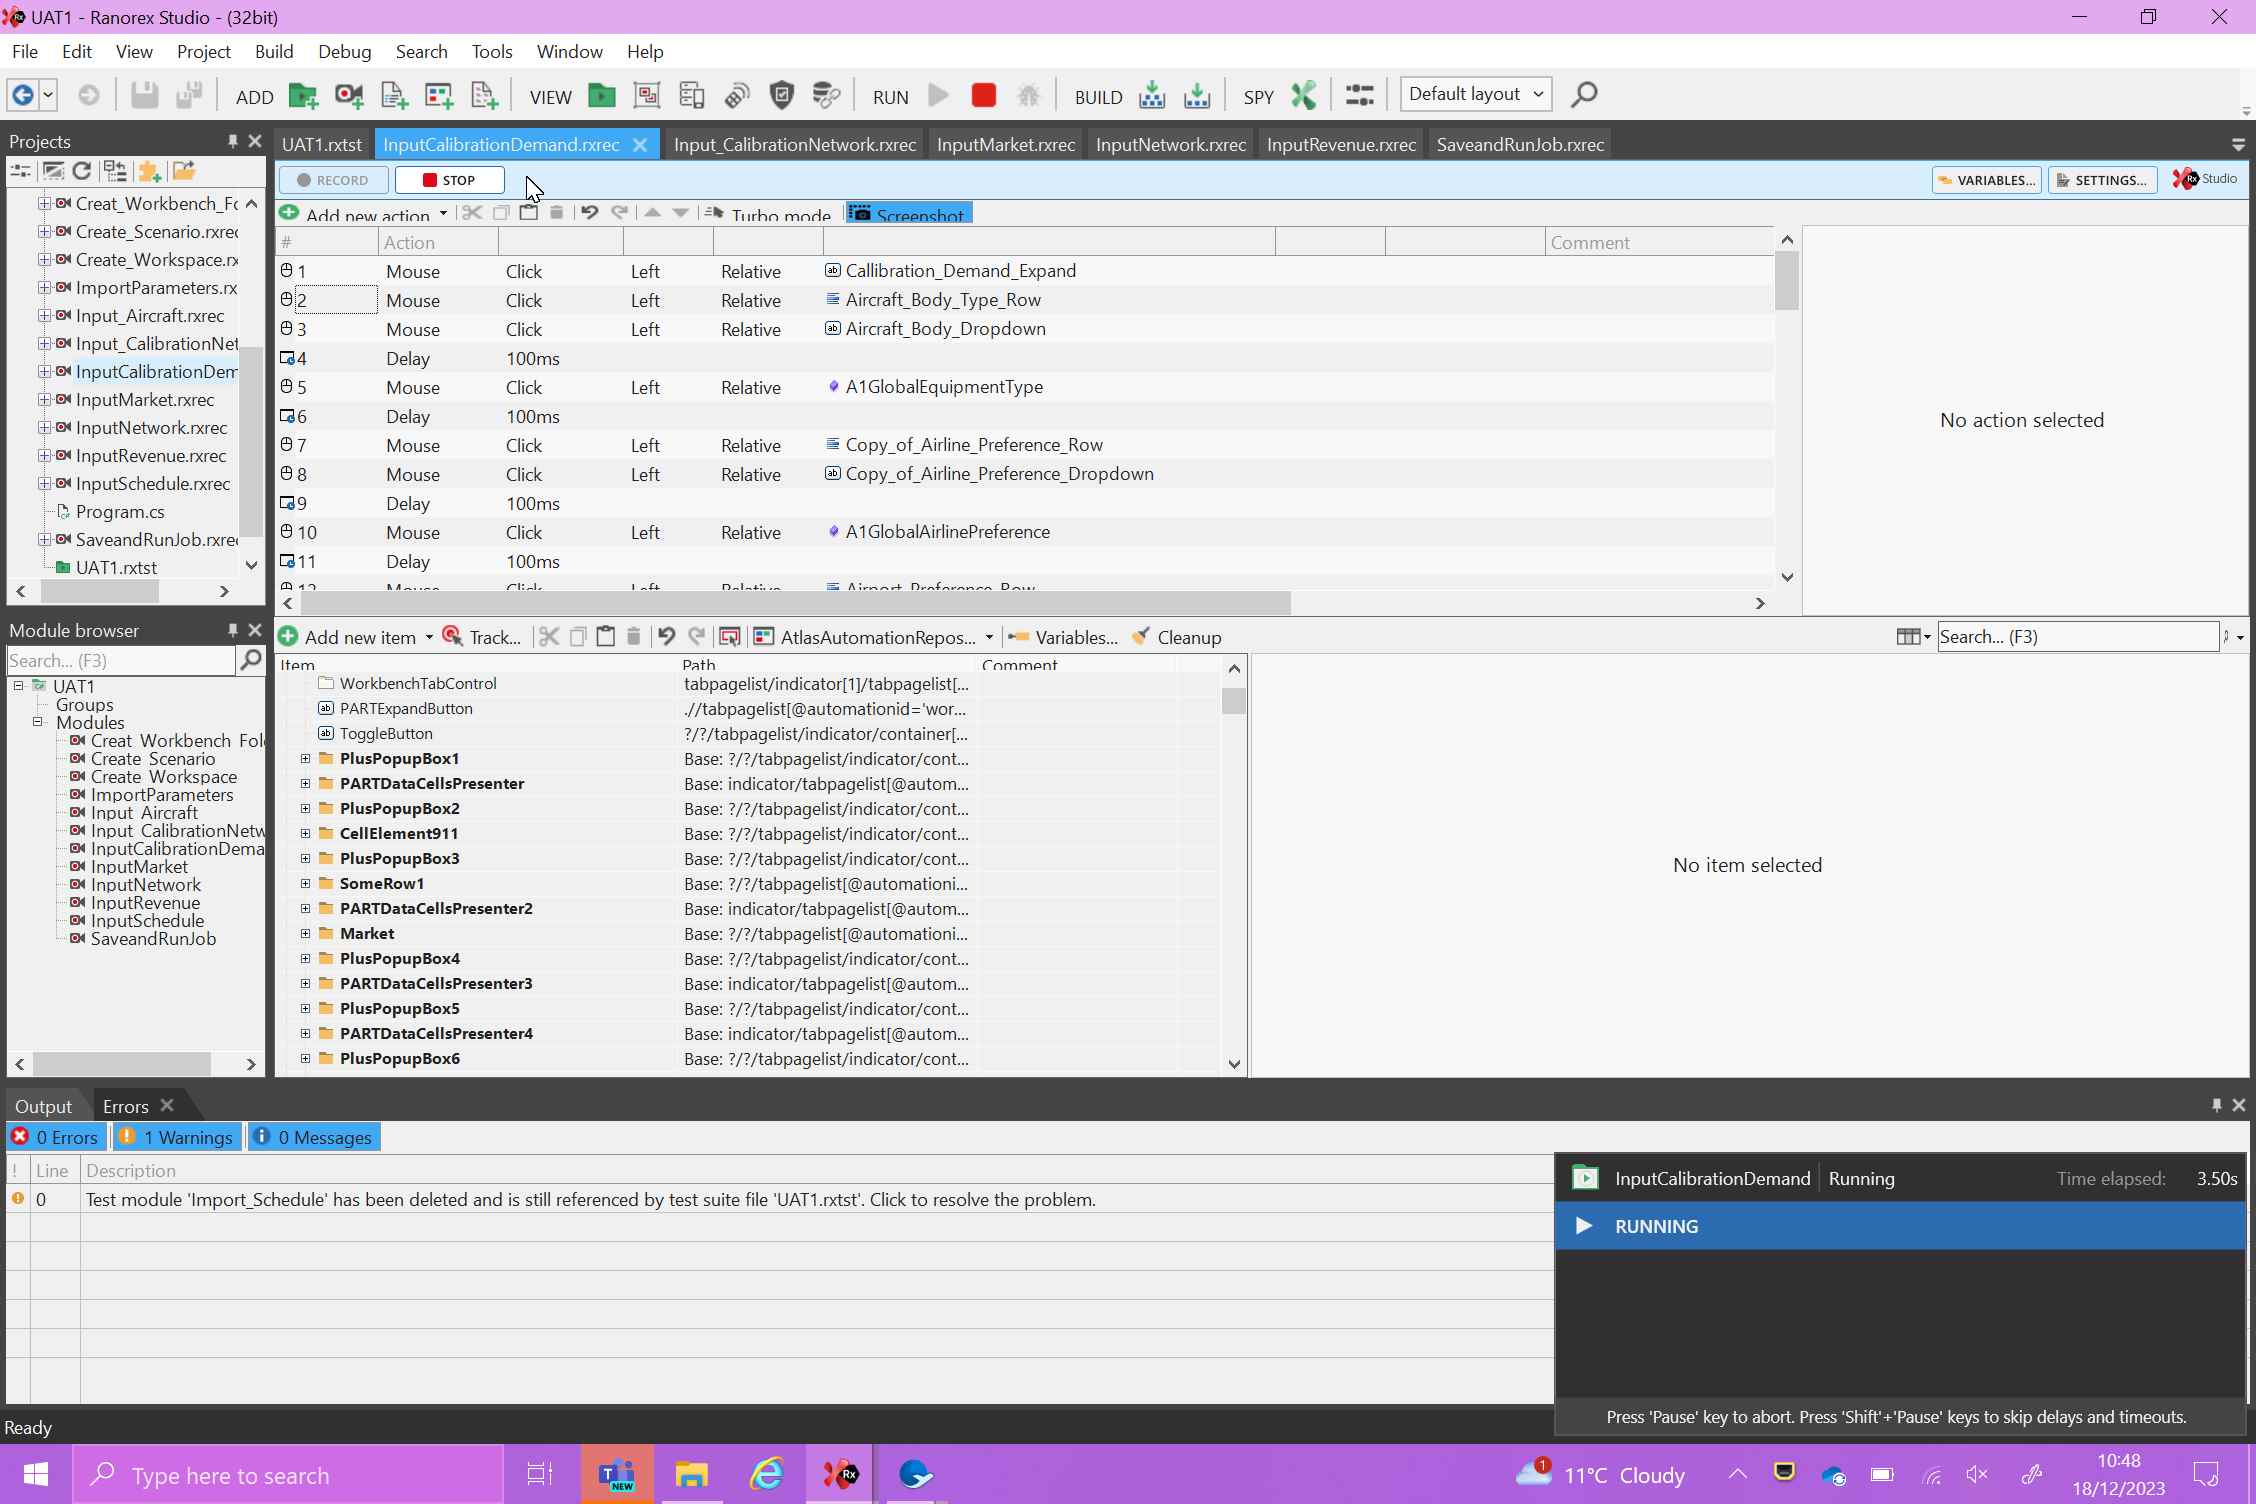 UAT1 - Ranorex Studio - (32bit)
File Edit View Project Build Debug Search Tools Window Help
ADD VIEW RUN BUILD SPY Default layout
Projects
UAT1.rxtst InputCalibrationDemand.rxrec Input_CalibrationNetwork.rxrec InputMarket.rxrec InputNetwork.rxrec InputRevenue.rxrec SaveandRunJob.rxrec
RECORD STOP VARIABLES... SETTINGS... Rx Studio
Add new action Turbo mode Screenshot
# Action Comment
1 Mouse Click Left Relative Callibration_Demand_Expand
2 Mouse Click Left Relative Aircraft_Body_Type_Row
3 Mouse Click Left Relative Aircraft_Body_Dropdown
4 Delay 100ms
5 Mouse Click Left Relative A1GlobalEquipmentType
6 Delay 100ms
7 Mouse Click Left Relative Copy_of_Airline_Preference_Row
8 Mouse Click Left Relative Copy_of_Airline_Preference_Dropdown
9 Delay 100ms
10 Mouse Click Left Relative A1GlobalAirlinePreference
11 Delay 100ms
12 Mouse Click Left Relative Airport_Preference_Row
No action selected
Creat_Workbench_Fo
Create_Scenario.rxrec
Create_Workspace.rx
ImportParameters.rx
Input_Aircraft.rxrec
Input_CalibrationNet
InputCalibrationDem
InputMarket.rxrec
InputNetwork.rxrec
InputRevenue.rxrec
InputSchedule.rxrec
Program.cs
SaveandRunJob.rxrec
UAT1.rxtst
Module browser
Search... (F3)
UAT1
Groups
Modules
Creat_Workbench_Fol
Create_Scenario
Create_Workspace
ImportParameters
Input_Aircraft
Input_CalibrationNetw
InputCalibrationDema
InputMarket
InputNetwork
InputRevenue
InputSchedule
SaveandRunJob
Add new item Track... AtlasAutomationRepos... Variables... Cleanup Search... (F3)
Item Path Comment
WorkbenchTabControl tabpagelist/indicator[1]/tabpagelist[...
PARTExpandButton .//tabpagelist[@automationid='wor...
ToggleButton ?/?/tabpagelist/indicator/container[...
PlusPopupBox1 Base: ?/?/tabpagelist/indicator/cont...
PARTDataCellsPresenter Base: indicator/tabpagelist[@autom...
PlusPopupBox2 Base: ?/?/tabpagelist/indicator/cont...
CellElement911 Base: ?/?/tabpagelist/indicator/cont...
PlusPopupBox3 Base: ?/?/tabpagelist/indicator/cont...
SomeRow1 Base: ?/?/tabpagelist[@automationi...
PARTDataCellsPresenter2 Base: indicator/tabpagelist[@autom...
Market Base: ?/?/tabpagelist[@automationi...
PlusPopupBox4 Base: ?/?/tabpagelist/indicator/cont...
PARTDataCellsPresenter3 Base: indicator/tabpagelist[@autom...
PlusPopupBox5 Base: ?/?/tabpagelist/indicator/cont...
PARTDataCellsPresenter4 Base: indicator/tabpagelist[@autom...
PlusPopupBox6 Base: ?/?/tabpagelist/indicator/cont...
No item selected
Output Errors
0 Errors 1 Warnings 0 Messages
! Line Description
0 Test module 'Import_Schedule' has been deleted and is still referenced by test suite file 'UAT1.rxtst'. Click to resolve the problem.
InputCalibrationDemand Running Time elapsed: 3.50s
RUNNING
Press 'Pause' key to abort. Press 'Shift'+'Pause' keys to skip delays and timeouts.
Ready
Type here to search
NEW
Rx
1
11°C Cloudy
10:48
18/12/2023